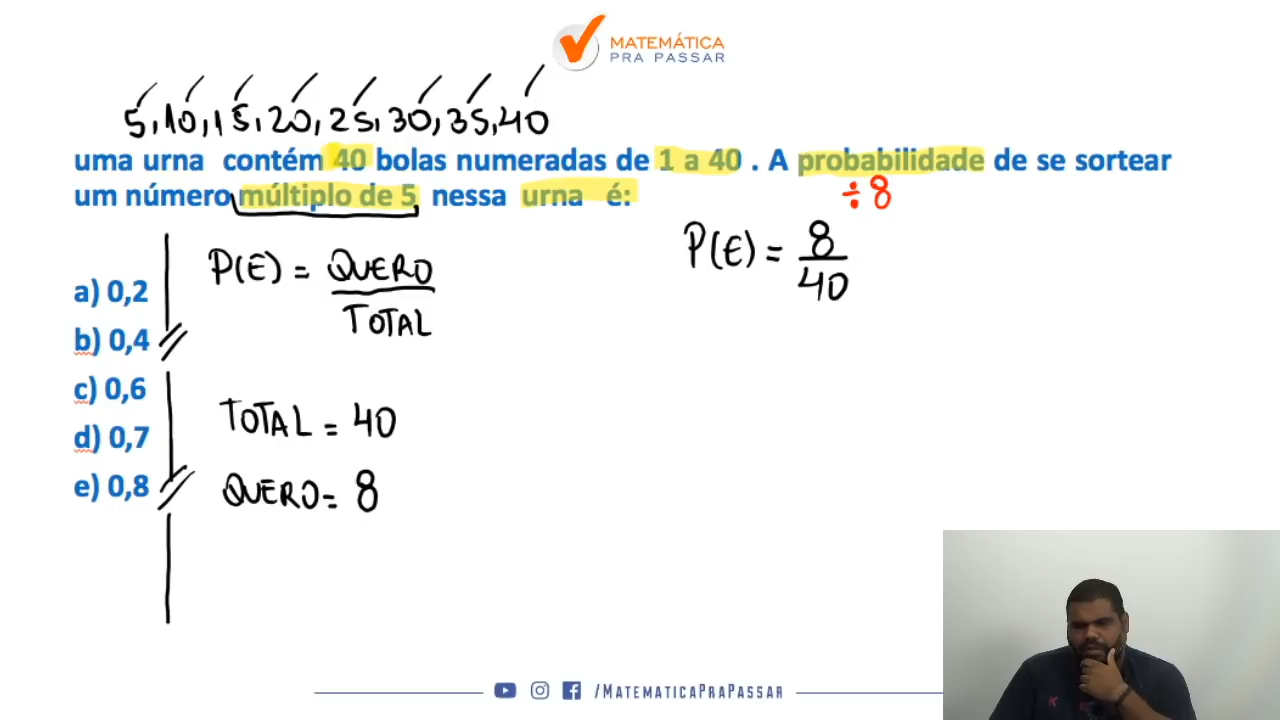 MATEMÁTICA
PRA PASSAR
5, 10, 15, 20, 25, 30, 35, 40
uma urna contém 40 bolas numeradas de 1 a 40 . A probabilidade de se sortear
um número múltiplo de 5 nessa urna é:
÷8
P(E) = 8/40
P(E) = QUERO/TOTAL
a) 0,2
b) 0,4
c) 0,6
d) 0,7
e) 0,8
TOTAL = 40
QUERO = 8
/MATEMATICAPRAPASSAR